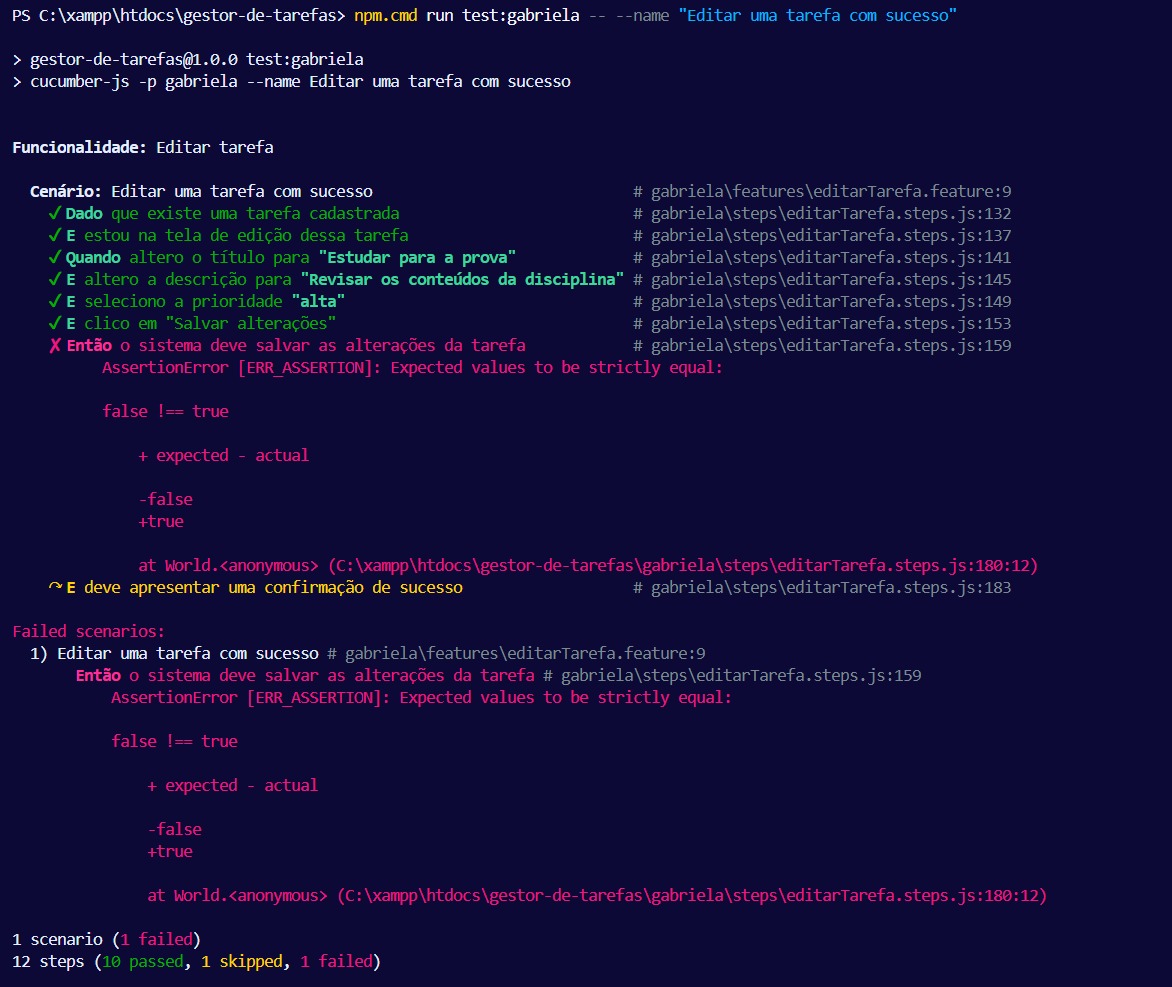 PS C:\xampp\htdocs\gestor-de-tarefas> npm.cmd run test:gabriela -- --name "Editar uma tarefa com sucesso"
> gestor-de-tarefas@1.0.0 test:gabriela
> cucumber-js -p gabriela --name Editar uma tarefa com sucesso
Funcionalidade: Editar tarefa
Cenário: Editar uma tarefa com sucesso # gabriela\features\editarTarefa.feature:9
✓ Dado que existe uma tarefa cadastrada # gabriela\steps\editarTarefa.steps.js:132
✓ E estou na tela de edição dessa tarefa # gabriela\steps\editarTarefa.steps.js:137
✓ Quando altero o título para "Estudar para a prova" # gabriela\steps\editarTarefa.steps.js:141
✓ E altero a descrição para "Revisar os conteúdos da disciplina" # gabriela\steps\editarTarefa.steps.js:145
✓ E seleciono a prioridade "alta" # gabriela\steps\editarTarefa.steps.js:149
✓ E clico em "Salvar alterações" # gabriela\steps\editarTarefa.steps.js:153
✗ Então o sistema deve salvar as alterações da tarefa # gabriela\steps\editarTarefa.steps.js:159
AssertionError [ERR_ASSERTION]: Expected values to be strictly equal:
false !== true
+ expected - actual
-false
+true
at World.<anonymous> (C:\xampp\htdocs\gestor-de-tarefas\gabriela\steps\editarTarefa.steps.js:180:12)
↷ E deve apresentar uma confirmação de sucesso # gabriela\steps\editarTarefa.steps.js:183
Failed scenarios:
1) Editar uma tarefa com sucesso # gabriela\features\editarTarefa.feature:9
Então o sistema deve salvar as alterações da tarefa # gabriela\steps\editarTarefa.steps.js:159
AssertionError [ERR_ASSERTION]: Expected values to be strictly equal:
false !== true
+ expected - actual
-false
+true
at World.<anonymous> (C:\xampp\htdocs\gestor-de-tarefas\gabriela\steps\editarTarefa.steps.js:180:12)
1 scenario (1 failed)
12 steps (10 passed, 1 skipped, 1 failed)